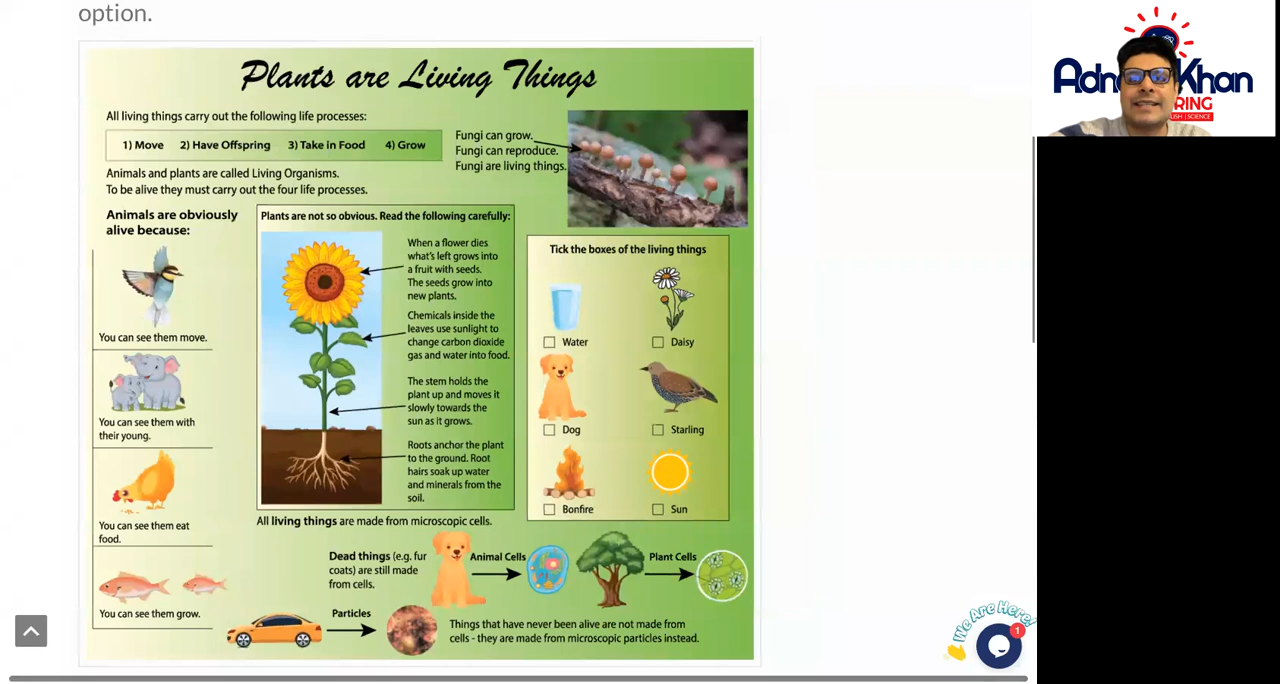 option.
Plants are Living Things
All living things carry out the following life processes:
1) Move 2) Have Offspring 3) Take in Food 4) Grow
Animals and plants are called Living Organisms.
To be alive they must carry out the four life processes.
Fungi can grow.
Fungi can reproduce.
Fungi are living things.
Animals are obviously
alive because:
You can see them move.
You can see them with
their young.
You can see them eat
food.
You can see them grow.
Plants are not so obvious. Read the following carefully:
When a flower dies
what's left grows into
a fruit with seeds.
The seeds grow into
new plants.
Chemicals inside the
leaves use sunlight to
change carbon dioxide
gas and water into food.
The stem holds the
plant up and moves it
slowly towards the
sun as it grows.
Roots anchor the plant
to the ground. Root
hairs soak up water
and minerals from the
soil.
Tick the boxes of the living things
Water
Daisy
Dog
Starling
Bonfire
Sun
All living things are made from microscopic cells.
Dead things (e.g. fur
coats) are still made
from cells.
Animal Cells
Plant Cells
Particles
Things that have never been alive are not made from
cells - they are made from microscopic particles instead.
We Are Here!
1
Khan